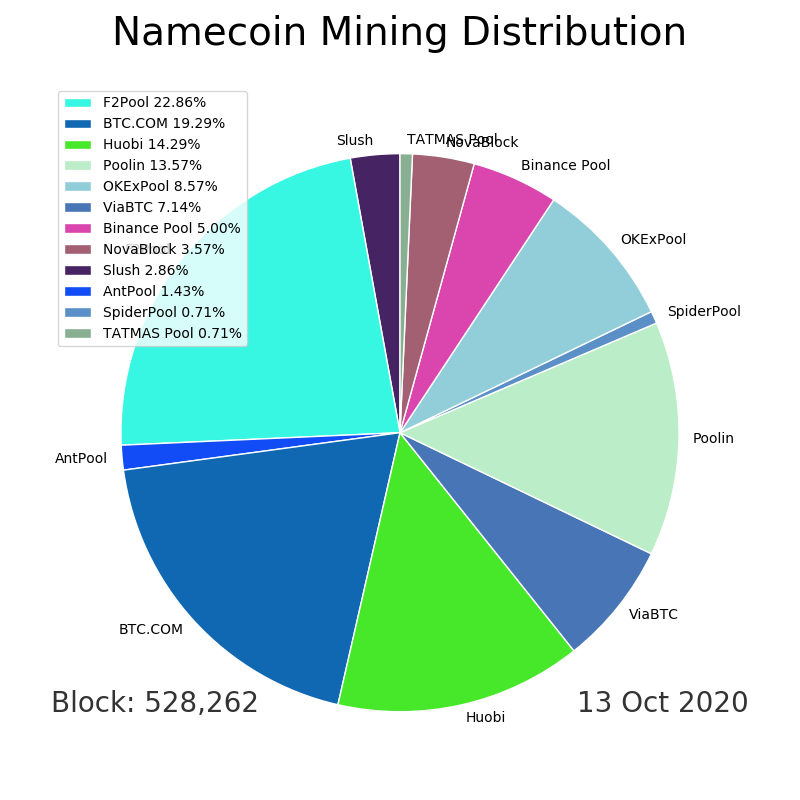 Namecoin Mining Distribution
F2Pool 22.86%
BTC.COM 19.29%
Huobi 14.29%
Poolin 13.57%
OKExPool 8.57%
ViaBTC 7.14%
Binance Pool 5.00%
NovaBlock 3.57%
Slush 2.86%
AntPool 1.43%
SpiderPool 0.71%
TATMAS Pool 0.71%
Slush
TATMAS Pool
NovaBlock
Binance Pool
OKExPool
SpiderPool
Poolin
ViaBTC
Huobi
BTC.COM
AntPool
Block: 528,262
13 Oct 2020